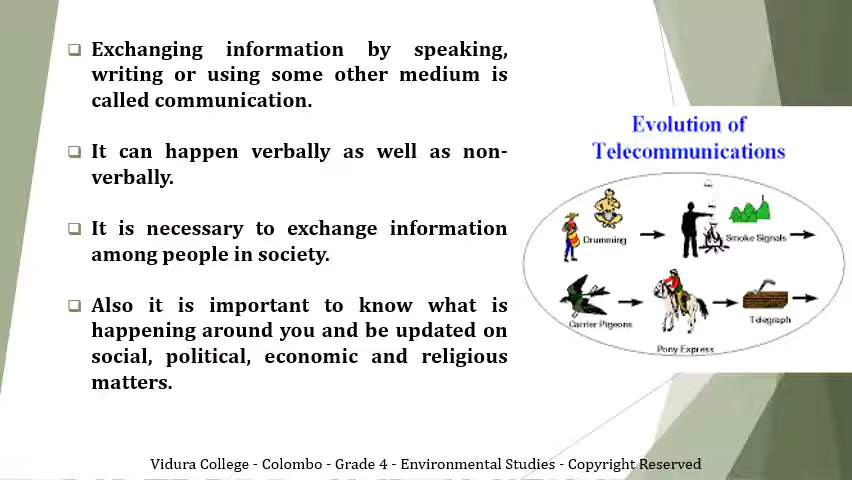 Exchanging information by speaking,
writing or using some other medium is
called communication.
It can happen verbally as well as non-
verbally.
It is necessary to exchange information
among people in society.
Also it is important to know what is
happening around you and be updated on
social, political, economic and religious
matters.
Evolution of
Telecommunications
Drumming
Smoke Signals
Carrier Pigeons
Pony Express
Telegraph
Vidura College - Colombo - Grade 4 - Environmental Studies - Copyright Reserved